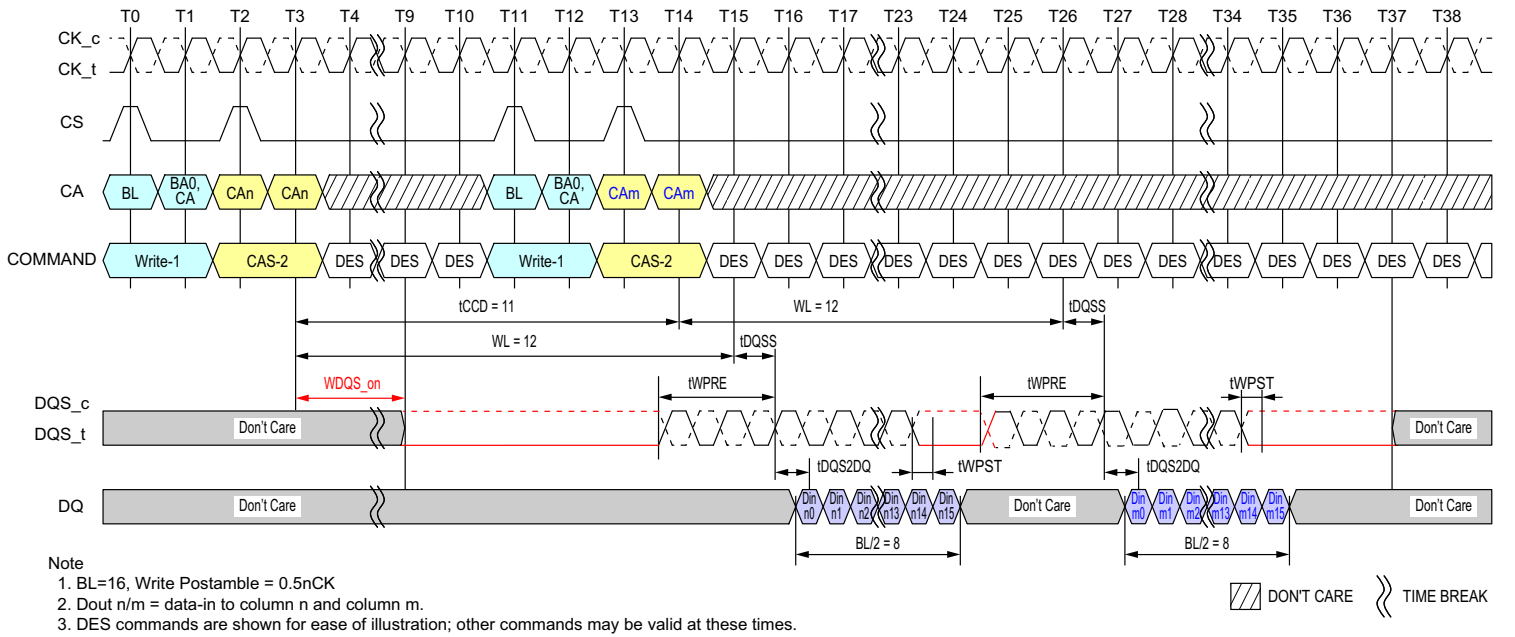 T0 T1 T2 T3 T4 T9 T10 T11 T12 T13 T14 T15 T16 T17 T23 T24 T25 T26 T27 T28 T34 T35 T36 T37 T38
CK_c
CK_t
CS
CA BL BA0, CA CAn CAn BL BA0, CA CAm CAm
COMMAND Write-1 CAS-2 DES DES DES Write-1 CAS-2 DES DES DES DES DES DES DES DES DES DES DES DES DES DES
tCCD = 11 WL = 12 tDQSS
WL = 12 tDQSS
WDQS_on tWPRE tWPRE tWPST
DQS_c
DQS_t Don't Care Don't Care
tDQS2DQ tWPST tDQS2DQ
DQ Don't Care Din n0 Din n1 Din n2 Din n13 Din n14 Din n15 Don't Care Din m0 Din m1 Din m2 Din m13 Din m14 Din m15 Don't Care
BL/2 = 8 BL/2 = 8
Note
1. BL=16, Write Postamble = 0.5nCK
2. Dout n/m = data-in to column n and column m.
3. DES commands are shown for ease of illustration; other commands may be valid at these times.
DON'T CARE TIME BREAK